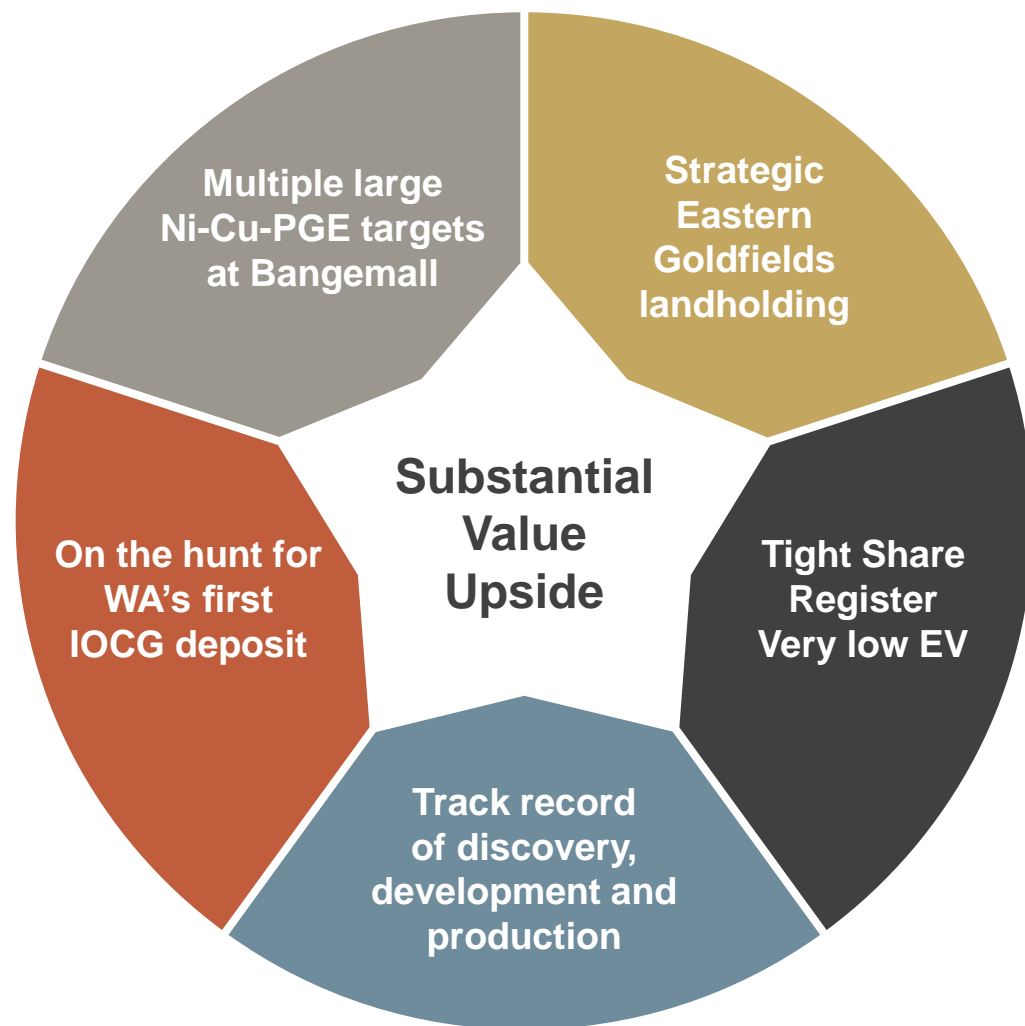 Multiple large
Ni-Cu-PGE targets
at Bangemall
Strategic
Eastern
Goldfields
landholding
Substantial
Value
Upside
On the hunt for
WA’s first
IOCG deposit
Tight Share
Register
Very low EV
Track record
of discovery,
development and
production